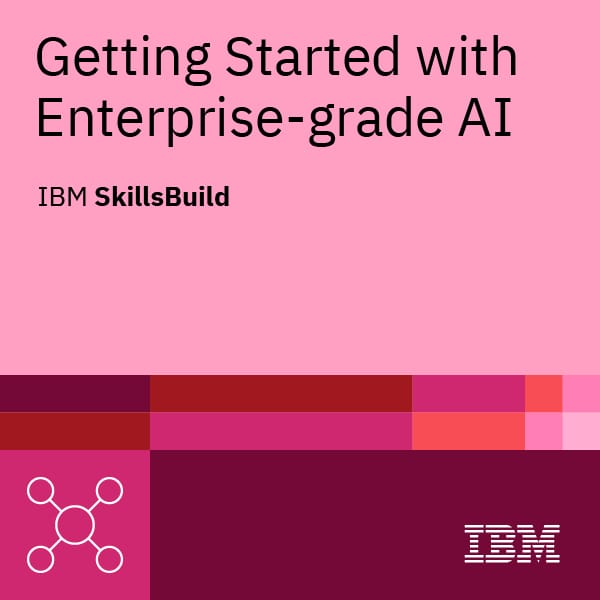 Getting Started with
Enterprise-grade AI
IBM SkillsBuild
IBM